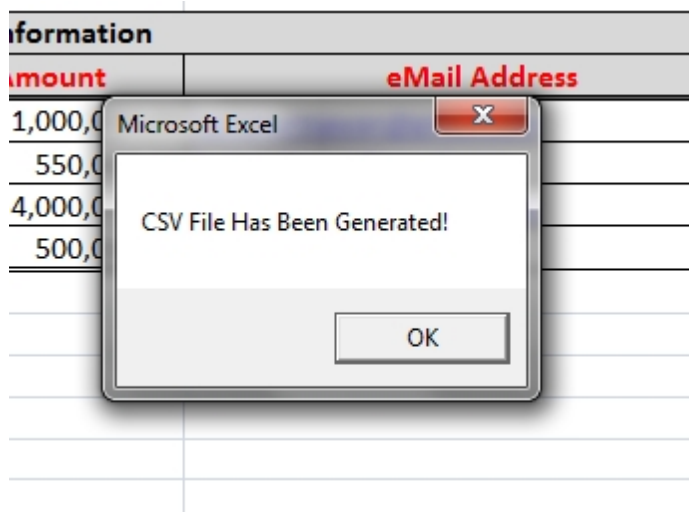 formation
mount
eMail Address
1,000,0
550,0
4,000,0
500,0
Microsoft Excel
CSV File Has Been Generated!
OK